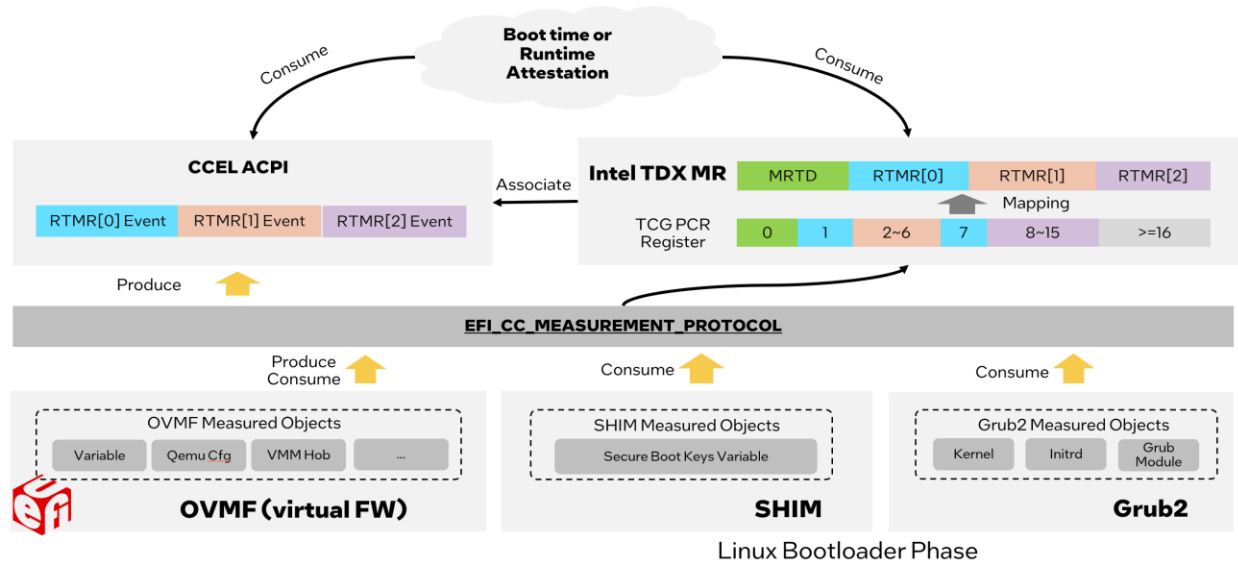 Boot time or
Runtime
Attestation
Consume
Consume
CCEL ACPI
RTMR[0] Event
RTMR[1] Event
RTMR[2] Event
Associate
Intel TDX MR
MRTD
RTMR[0]
RTMR[1]
RTMR[2]
Mapping
TCG PCR
Register
0
1
2~6
7
8~15
>=16
Produce
EFI_CC_MEASUREMENT_PROTOCOL
Produce
Consume
Consume
Consume
OVMF Measured Objects
Variable
Qemu Cfg
VMM Hob
...
OVMF (virtual FW)
UEFI
SHIM Measured Objects
Secure Boot Keys Variable
SHIM
Grub2 Measured Objects
Kernel
Initrd
Grub
Module
Grub2
Linux Bootloader Phase